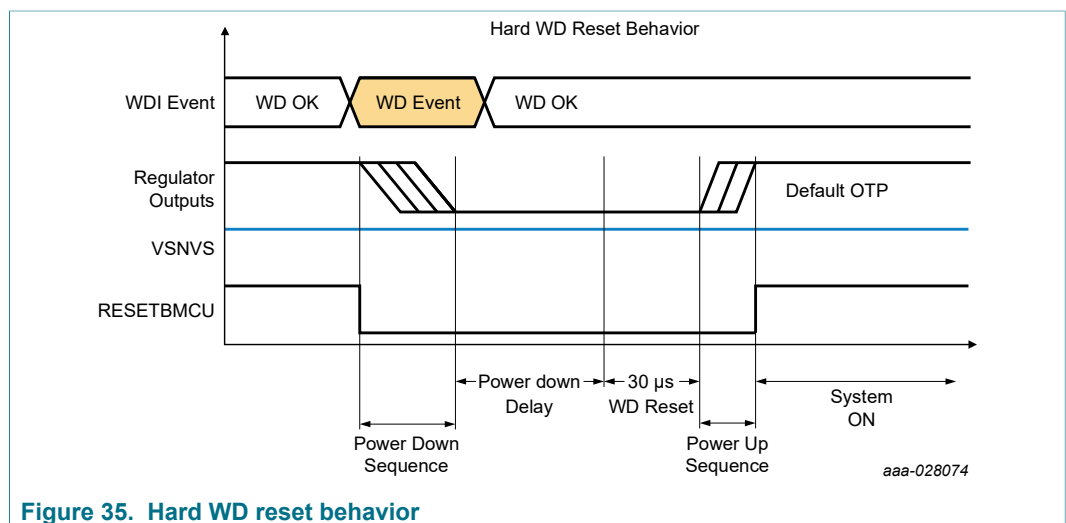 Hard WD Reset Behavior
WDI Event
WD OK
WD Event
WD OK
Regulator
Outputs
Default OTP
VSNVS
RESETBMCU
Power down
Delay
30 µs
WD Reset
System
ON
Power Down
Sequence
Power Up
Sequence
aaa-028074
Figure 35. Hard WD reset behavior